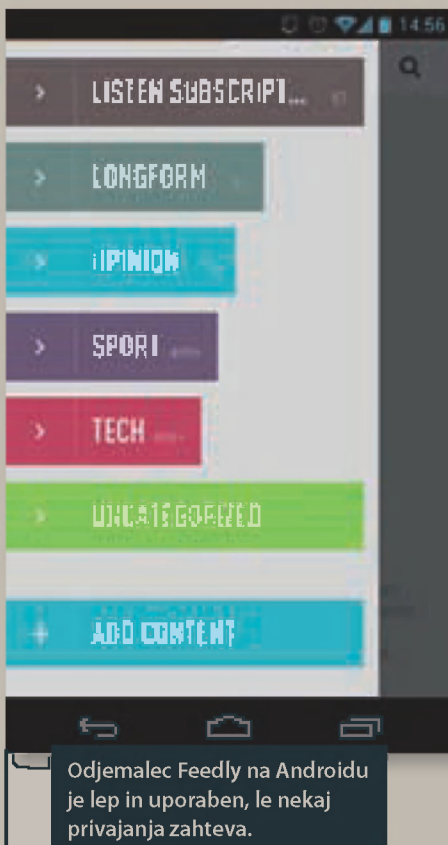 14:56
LISTEN SUBSCRIPT...
LONGFORM
OPINION
SPORT
TECH
UNCATEGORIZED
ADD CONTENT
Odjemalec Feedly na Androidu
je lep in uporaben, le nekaj
privajanja zahteva.